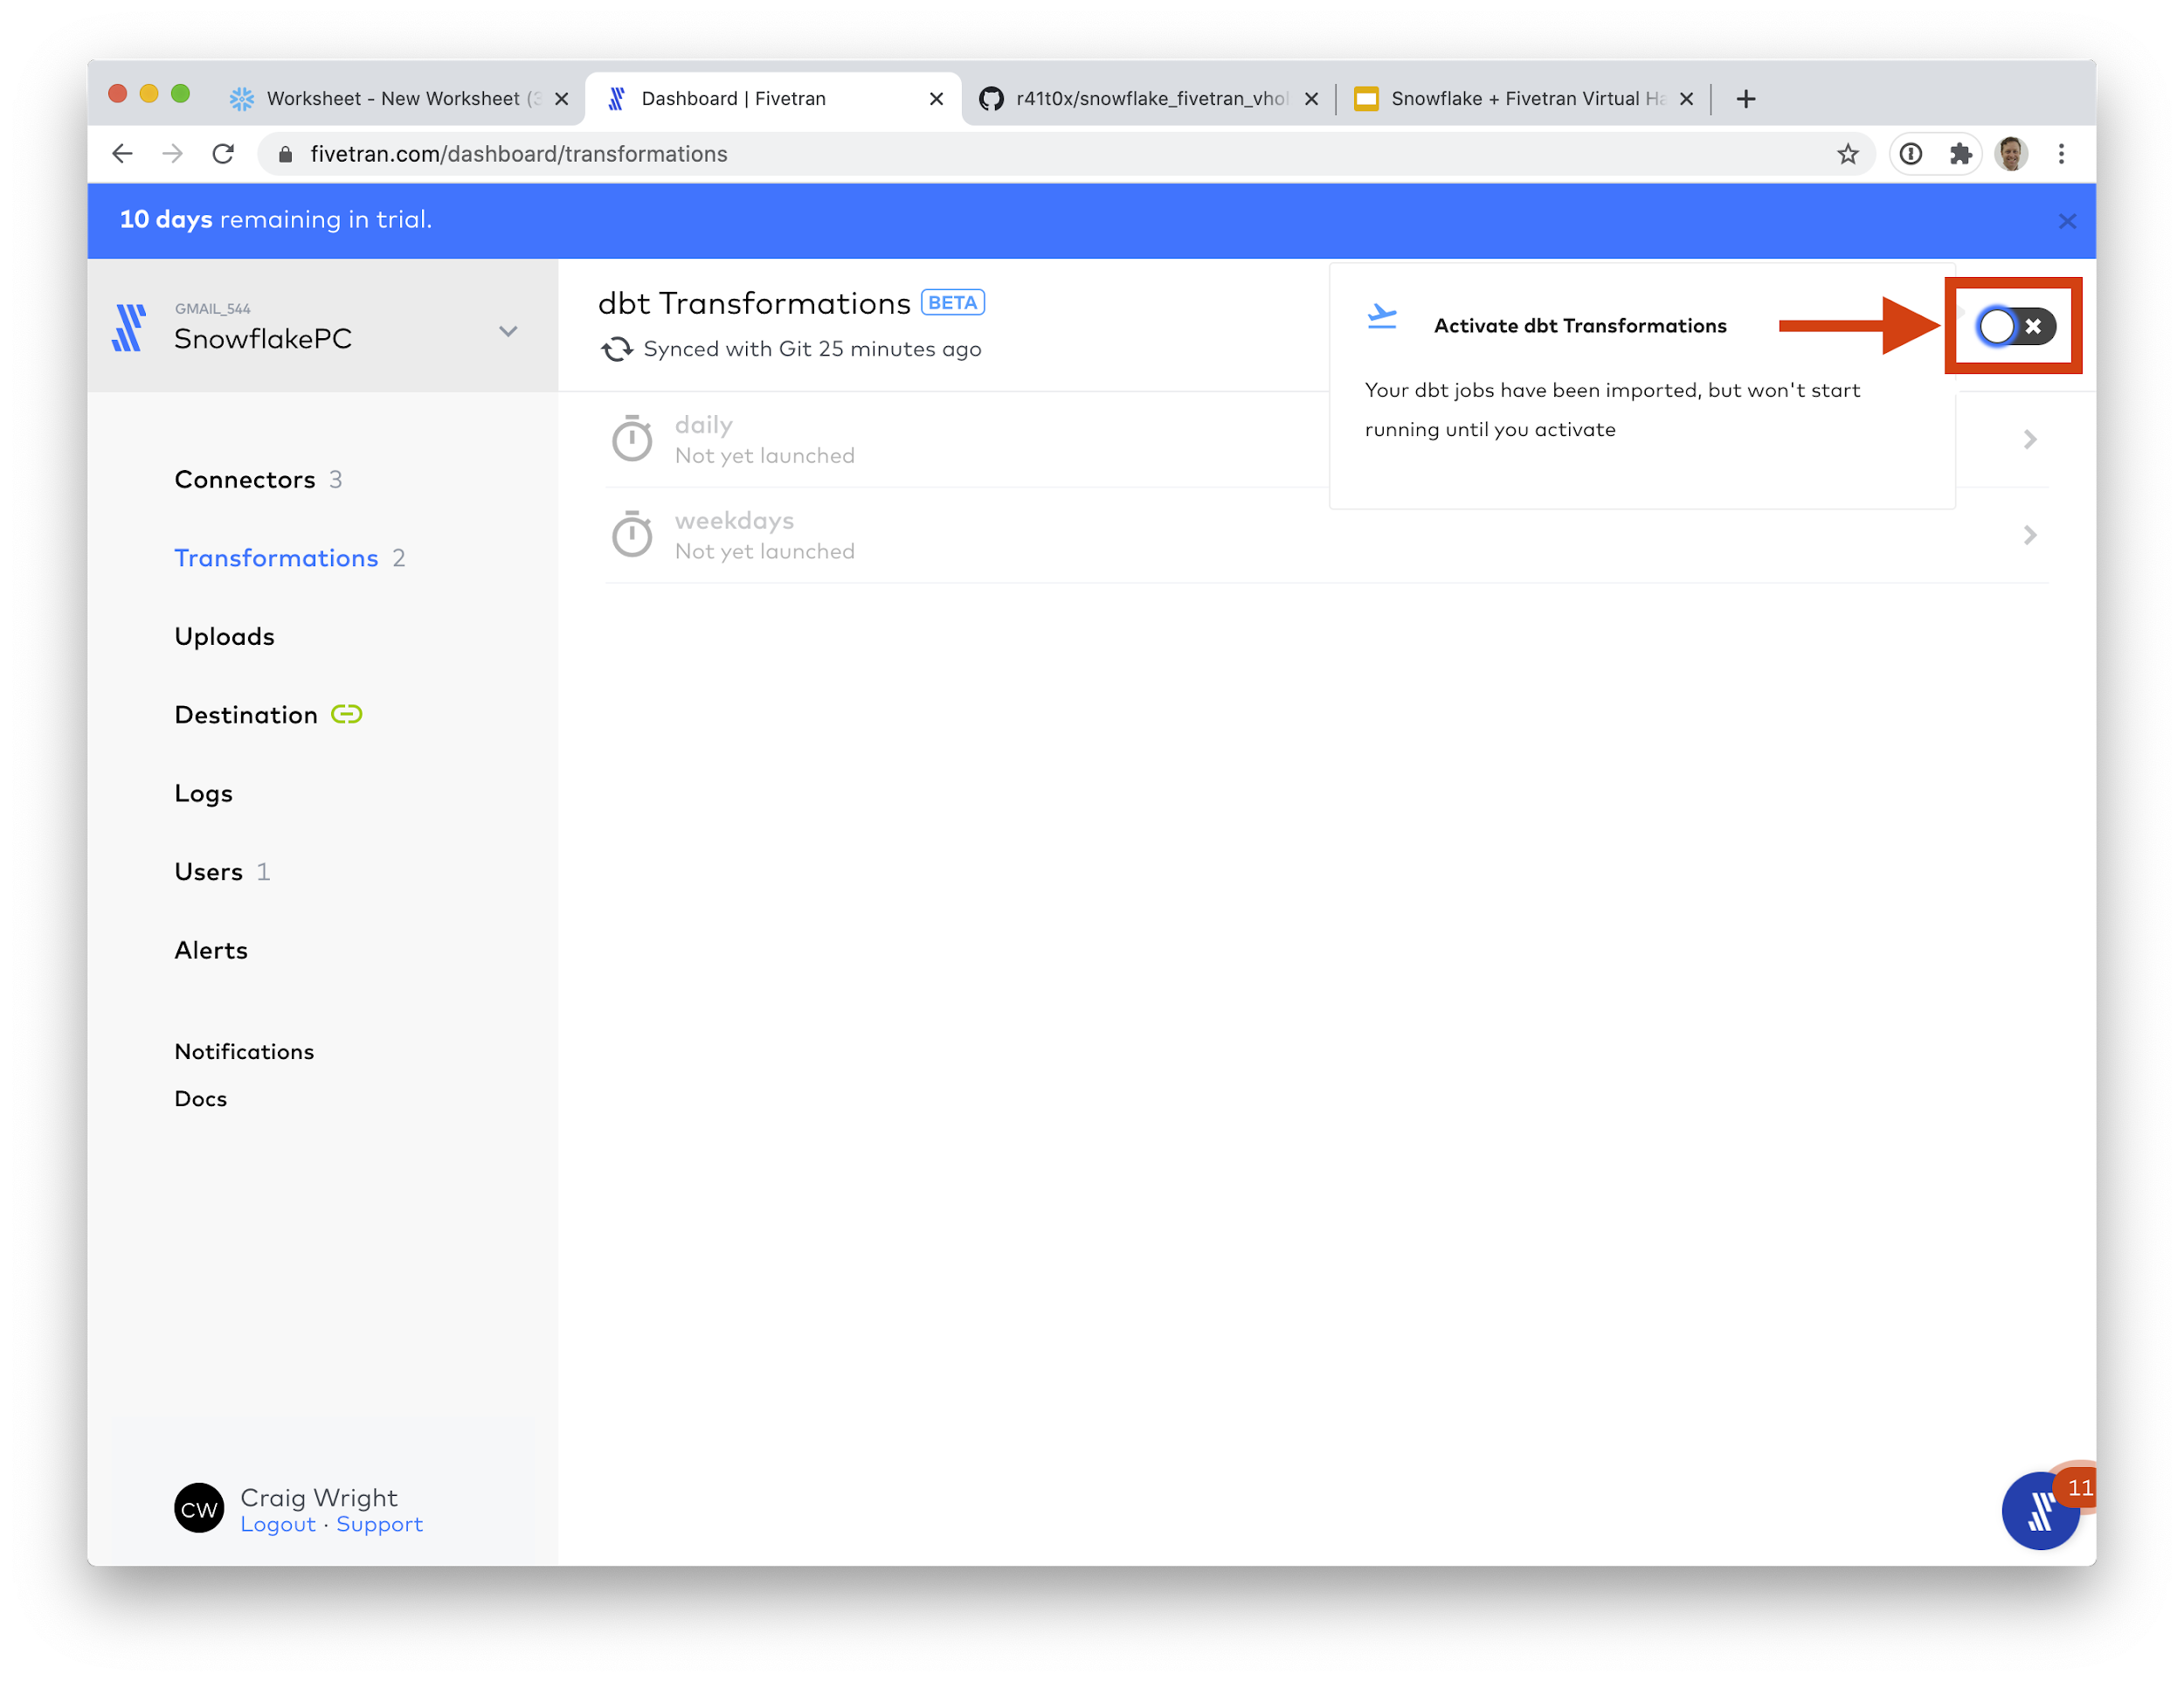 Worksheet - New Worksheet (3
Dashboard | Fivetran
r41t0x/snowflake_fivetran_vhol
Snowflake + Fivetran Virtual Ha
fivetran.com/dashboard/transformations
10 days remaining in trial.
GMAIL_544
SnowflakePC
dbt Transformations BETA
Synced with Git 25 minutes ago
Activate dbt Transformations
Your dbt jobs have been imported, but won't start
running until you activate
daily
Not yet launched
weekdays
Not yet launched
Connectors 3
Transformations 2
Uploads
Destination
Logs
Users 1
Alerts
Notifications
Docs
CW
Craig Wright
Logout · Support
11